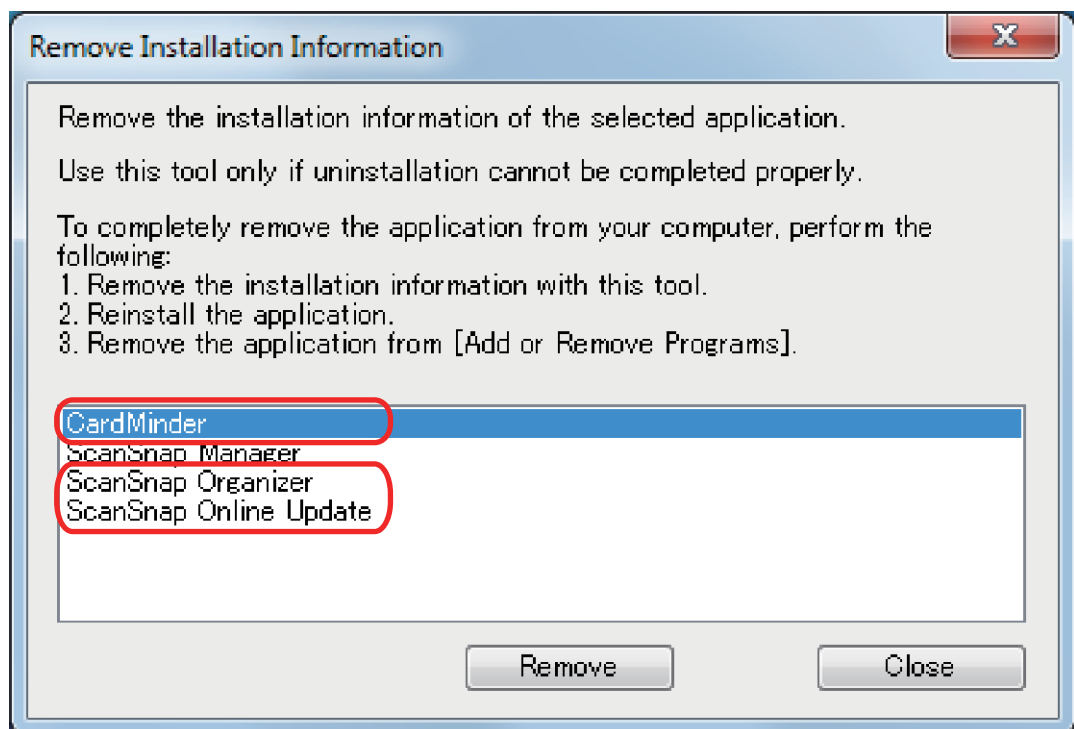 Remove Installation Information
Remove the installation information of the selected application.
Use this tool only if uninstallation cannot be completed properly.
To completely remove the application from your computer, perform the
following:
1. Remove the installation information with this tool.
2. Reinstall the application.
3. Remove the application from [Add or Remove Programs].
CardMinder
ScanSnap Manager
ScanSnap Organizer
ScanSnap Online Update
Remove
Close